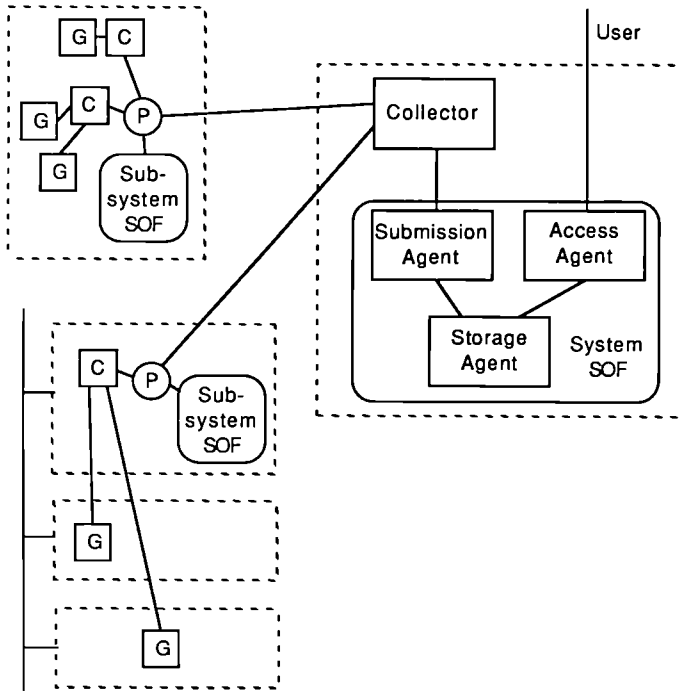 G
C
User
G
C
P
Collector
G
Sub-
system
SOF
Submission
Agent
Access
Agent
Storage
Agent
System
SOF
C
P
Sub-
system
SOF
G
G